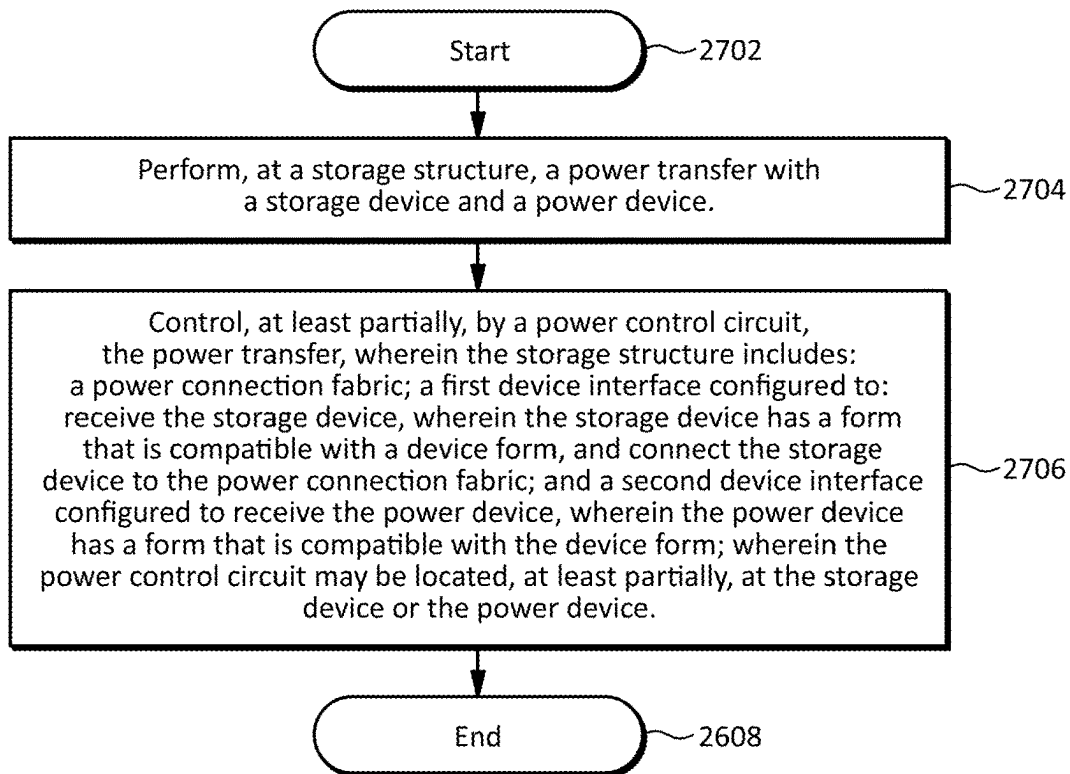 Start
2702
Perform, at a storage structure, a power transfer with
a storage device and a power device.
2704
Control, at least partially, by a power control circuit,
the power transfer, wherein the storage structure includes:
a power connection fabric; a first device interface configured to:
receive the storage device, wherein the storage device has a form
that is compatible with a device form, and connect the storage
device to the power connection fabric; and a second device interface
configured to receive the power device, wherein the power device
has a form that is compatible with the device form; wherein the
power control circuit may be located, at least partially, at the storage
device or the power device.
2706
End
2608